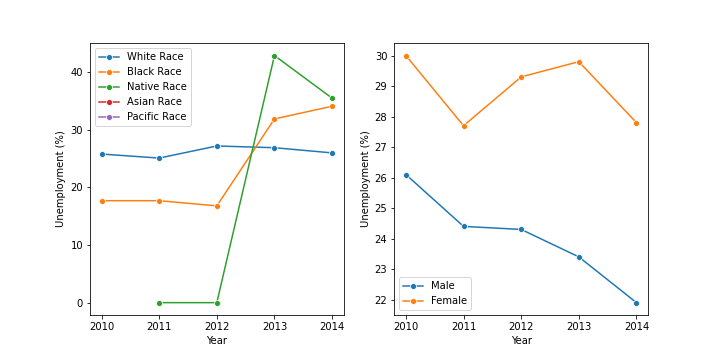 White Race
Black Race
Native Race
Asian Race
Pacific Race
40
30
20
10
0
Unemployment (%)
2010 2011 2012 2013 2014
Year
30
29
28
27
26
25
24
23
22
Unemployment (%)
Male
Female
2010 2011 2012 2013 2014
Year